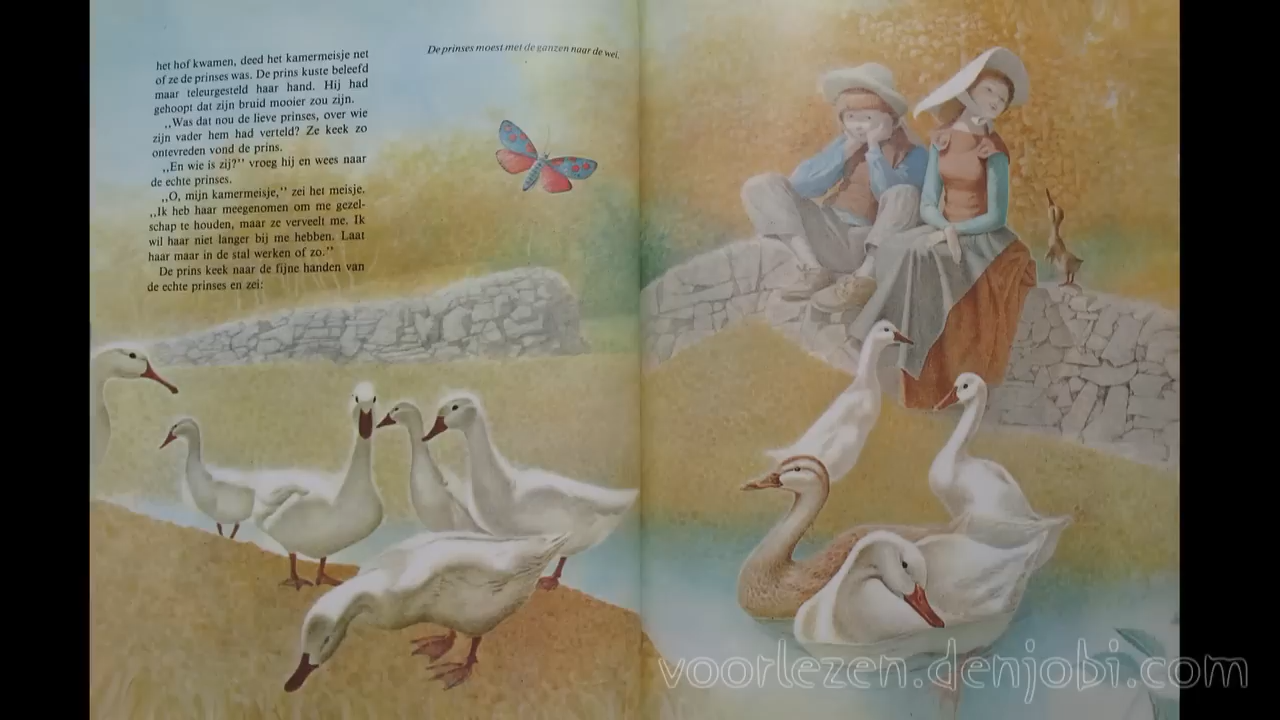 het hof kwamen, deed het kamermeisje net
of ze de prinses was. De prins kuste beleefd
maar teleurgesteld haar hand. Hij had
gehoopt dat zijn bruid mooier zou zijn.
,,Was dat nou de lieve prinses, over wie
zijn vader hem had verteld? Ze keek zo
ontevreden vond de prins.
,,En wie is zij?'' vroeg hij en wees naar
de echte prinses.
,,O, mijn kamermeisje,'' zei het meisje.
,,Ik heb haar meegenomen om me gezel-
schap te houden, maar ze verveelt me. Ik
wil haar niet langer bij me hebben. Laat
haar maar in de stal werken of zo.''
De prins keek naar de fijne handen van
de echte prinses en zei:
De prinses moest met de ganzen naar de wei.
voorlezen.denjobi.com